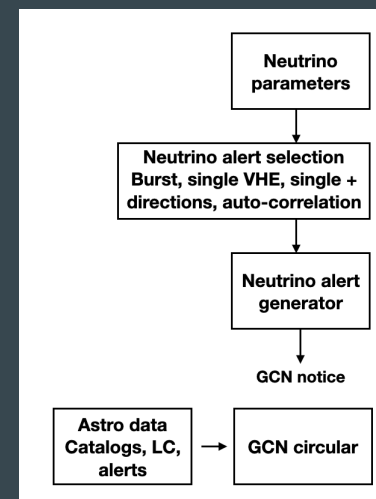 Neutrino
parameters
Neutrino alert selection
Burst, single VHE, single +
directions, auto-correlation
Neutrino alert
generator
GCN notice
Astro data
Catalogs, LC,
alerts
GCN circular